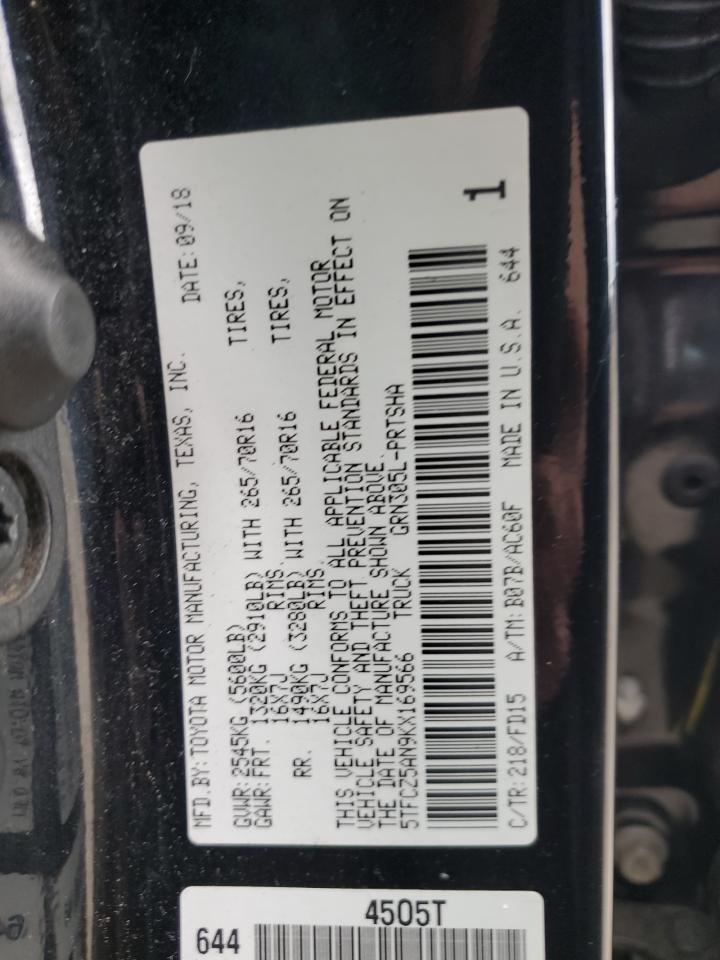 MFD.BY: TOYOTA MOTOR MANUFACTURING, TEXAS, INC. DATE: 09/18
GVWR: 2545KG (5600LB)
GAWR: FRT. 1320KG (2910LB) WITH 265/70R16 TIRES,
16X7J RIMS.
RR. 1490KG (3280LB) WITH 265/70R16 TIRES,
16X7J RIMS.
THIS VEHICLE CONFORMS TO ALL APPLICABLE FEDERAL MOTOR
VEHICLE SAFETY AND THEFT PREVENTION STANDARDS IN EFFECT ON
THE DATE OF MANUFACTURE SHOWN ABOVE.
5TFCZ5AN9KX169566 TRUCK GRN305L-PRTSHA
C/TR: 218/FD15 A/TM: B07B/AC60F MADE IN U.S.A. 644
1
4505T
644